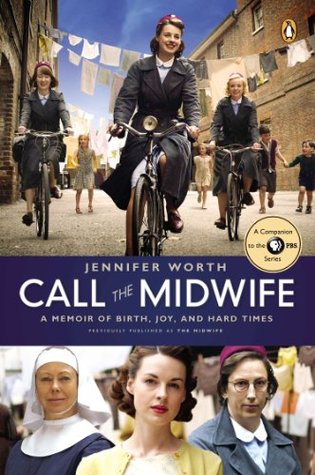 A Companion
to the PBS
Series
JENNIFER WORTH
CALL THE MIDWIFE
A MEMOIR OF BIRTH, JOY, AND HARD TIMES
PREVIOUSLY PUBLISHED AS THE MIDWIFE